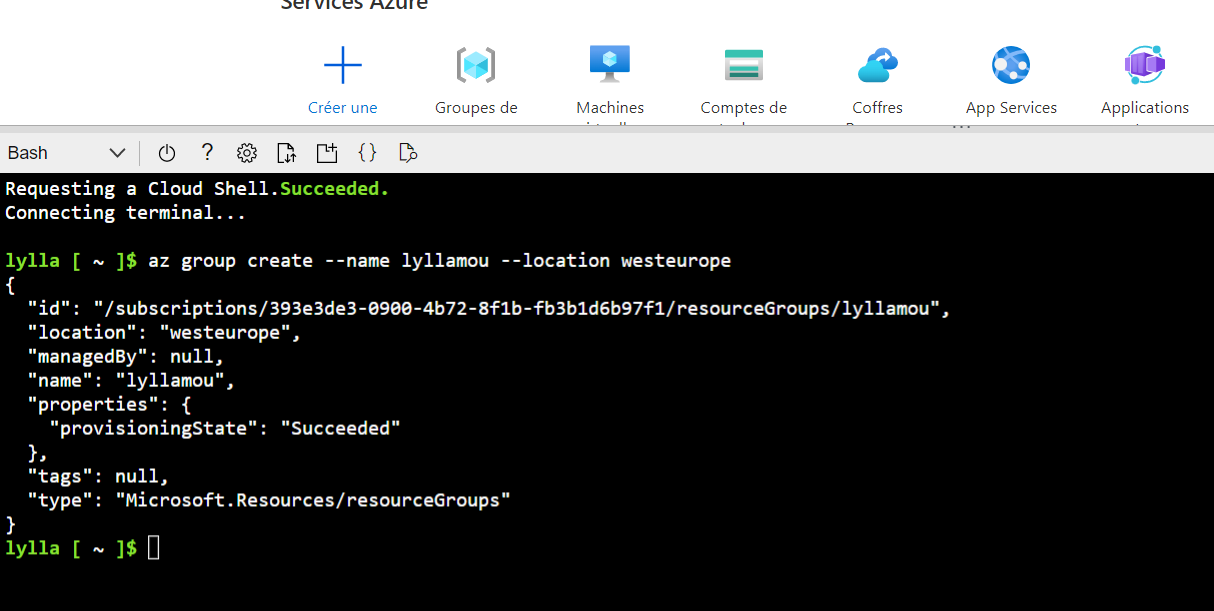 Services Azure
Créer une
Groupes de
Machines
Comptes de
Coffres
App Services
Applications
Bash
Requesting a Cloud Shell.Succeeded.
Connecting terminal...
lylla [ ~ ]$ az group create --name lyllamou --location westeurope
{
"id": "/subscriptions/393e3de3-0900-4b72-8f1b-fb3b1d6b97f1/resourceGroups/lyllamou",
"location": "westeurope",
"managedBy": null,
"name": "lyllamou",
"properties": {
"provisioningState": "Succeeded"
},
"tags": null,
"type": "Microsoft.Resources/resourceGroups"
}
lylla [ ~ ]$